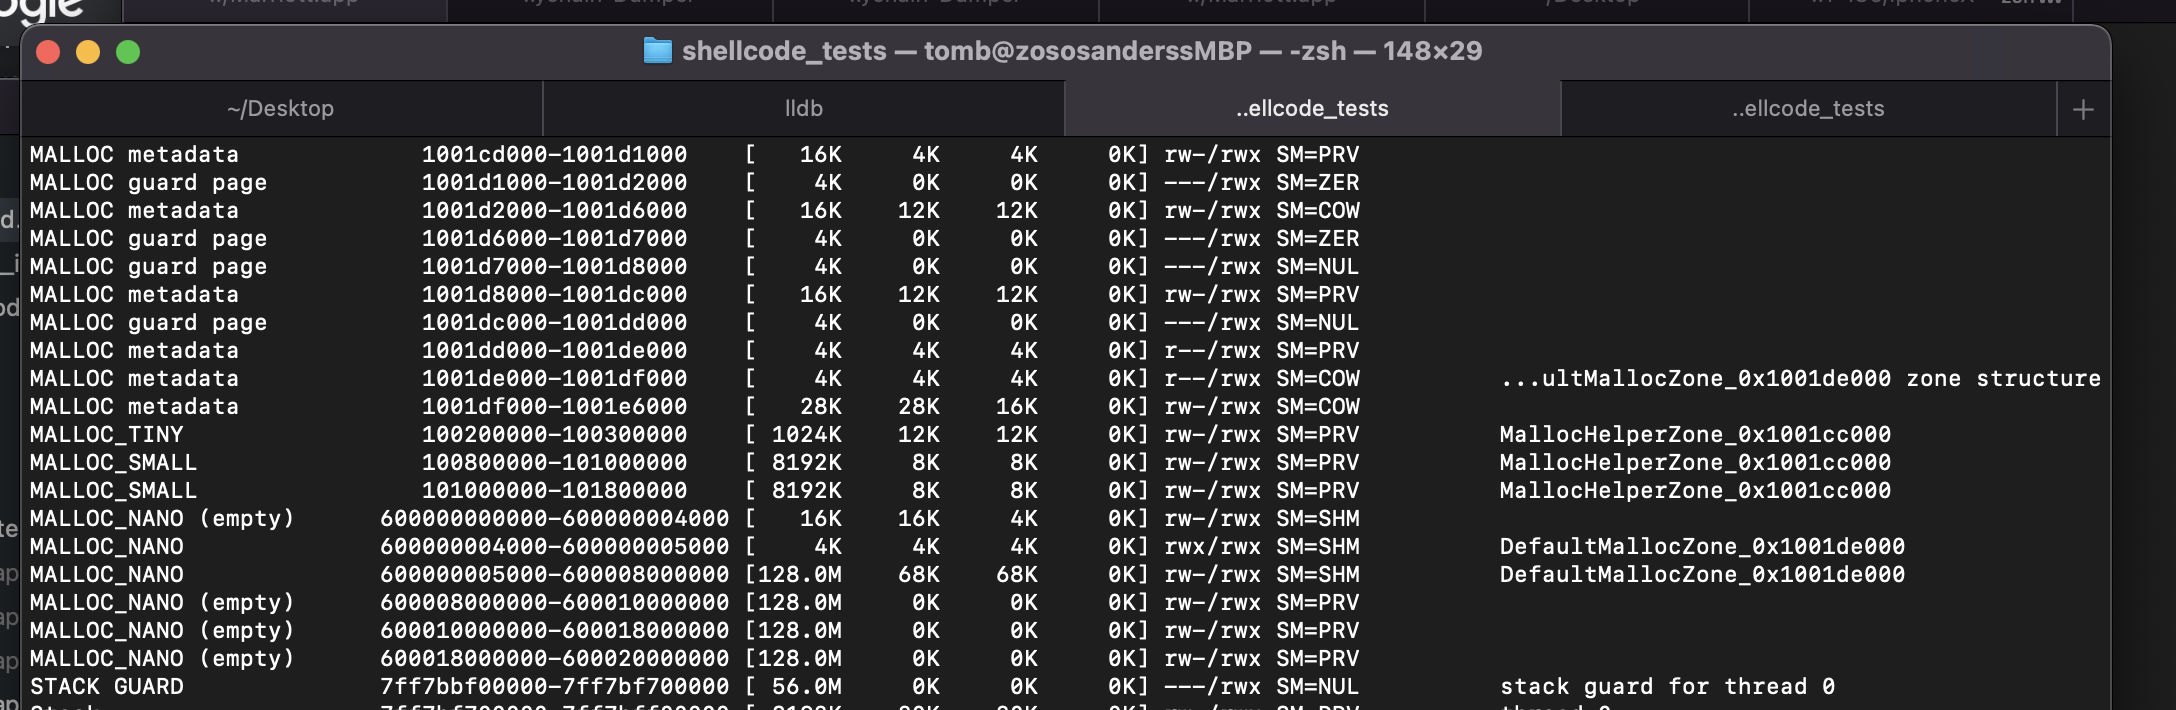 shellcode_tests — tomb@zososanderssMBP — -zsh — 148×29
~/Desktop lldb ..ellcode_tests ..ellcode_tests +
MALLOC metadata 1001cd000-1001d1000 [ 16K 4K 4K 0K] rw-/rwx SM=PRV
MALLOC guard page 1001d1000-1001d2000 [ 4K 0K 0K 0K] ---/rwx SM=ZER
MALLOC metadata 1001d2000-1001d6000 [ 16K 12K 12K 0K] rw-/rwx SM=COW
MALLOC guard page 1001d6000-1001d7000 [ 4K 0K 0K 0K] ---/rwx SM=ZER
MALLOC guard page 1001d7000-1001d8000 [ 4K 0K 0K 0K] ---/rwx SM=NUL
MALLOC metadata 1001d8000-1001dc000 [ 16K 12K 12K 0K] rw-/rwx SM=PRV
MALLOC guard page 1001dc000-1001dd000 [ 4K 0K 0K 0K] ---/rwx SM=NUL
MALLOC metadata 1001dd000-1001de000 [ 4K 4K 4K 0K] r--/rwx SM=PRV
MALLOC metadata 1001de000-1001df000 [ 4K 4K 4K 0K] r--/rwx SM=COW ...ultMallocZone_0x1001de000 zone structure
MALLOC metadata 1001df000-1001e6000 [ 28K 28K 16K 0K] rw-/rwx SM=COW
MALLOC_TINY 100200000-100300000 [ 1024K 12K 12K 0K] rw-/rwx SM=PRV MallocHelperZone_0x1001cc000
MALLOC_SMALL 100800000-101000000 [ 8192K 8K 8K 0K] rw-/rwx SM=PRV MallocHelperZone_0x1001cc000
MALLOC_SMALL 101000000-101800000 [ 8192K 8K 8K 0K] rw-/rwx SM=PRV MallocHelperZone_0x1001cc000
MALLOC_NANO (empty) 600000000000-600000004000 [ 16K 16K 4K 0K] rw-/rwx SM=SHM
MALLOC_NANO 600000004000-600000005000 [ 4K 4K 4K 0K] rwx/rwx SM=SHM DefaultMallocZone_0x1001de000
MALLOC_NANO 600000005000-600008000000 [128.0M 68K 68K 0K] rw-/rwx SM=SHM DefaultMallocZone_0x1001de000
MALLOC_NANO (empty) 600008000000-600010000000 [128.0M 0K 0K 0K] rw-/rwx SM=PRV
MALLOC_NANO (empty) 600010000000-600018000000 [128.0M 0K 0K 0K] rw-/rwx SM=PRV
MALLOC_NANO (empty) 600018000000-600020000000 [128.0M 0K 0K 0K] rw-/rwx SM=PRV
STACK GUARD 7ff7bbf00000-7ff7bf700000 [ 56.0M 0K 0K 0K] ---/rwx SM=NUL stack guard for thread 0